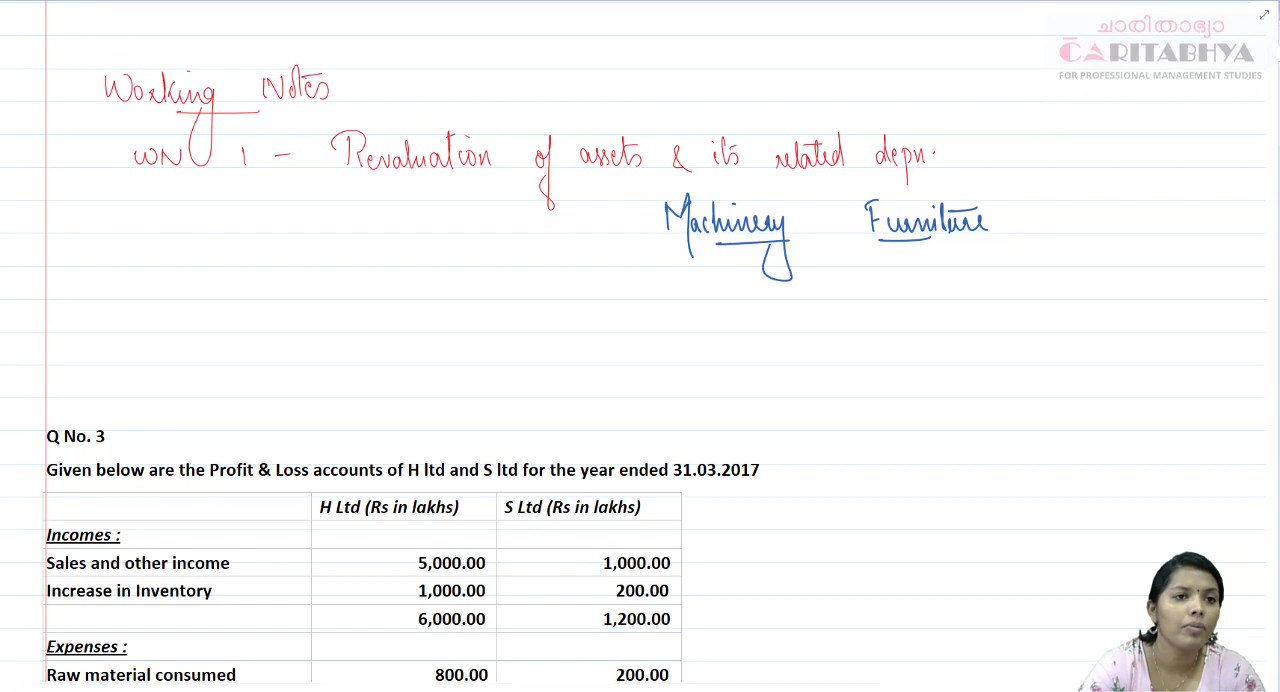 ചാരിതാഭ്യാ
CĀRITABHYA
FOR PROFESSIONAL MANAGEMENT STUDIES
Working Notes
WN 1 - Revaluation of assets & its related depn.
Machinery Furniture
Q No. 3
Given below are the Profit & Loss accounts of H ltd and S ltd for the year ended 31.03.2017
H Ltd (Rs in lakhs) S Ltd (Rs in lakhs)
Incomes :
Sales and other income 5,000.00 1,000.00
Increase in Inventory 1,000.00 200.00
6,000.00 1,200.00
Expenses :
Raw material consumed 800.00 200.00